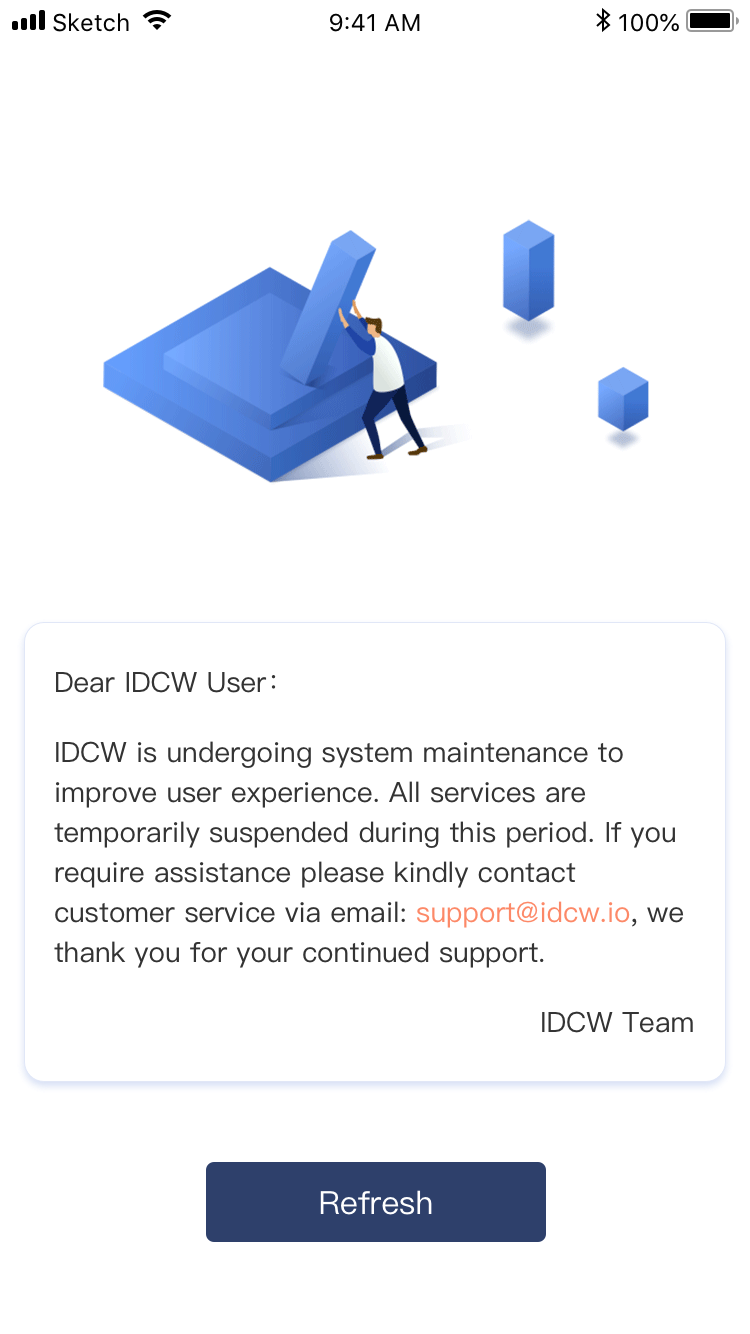 Sketch 9:41 AM 100%
Dear IDCW User：
IDCW is undergoing system maintenance to
improve user experience. All services are
temporarily suspended during this period. If you
require assistance please kindly contact
customer service via email: support@idcw.io, we
thank you for your continued support.
IDCW Team
Refresh